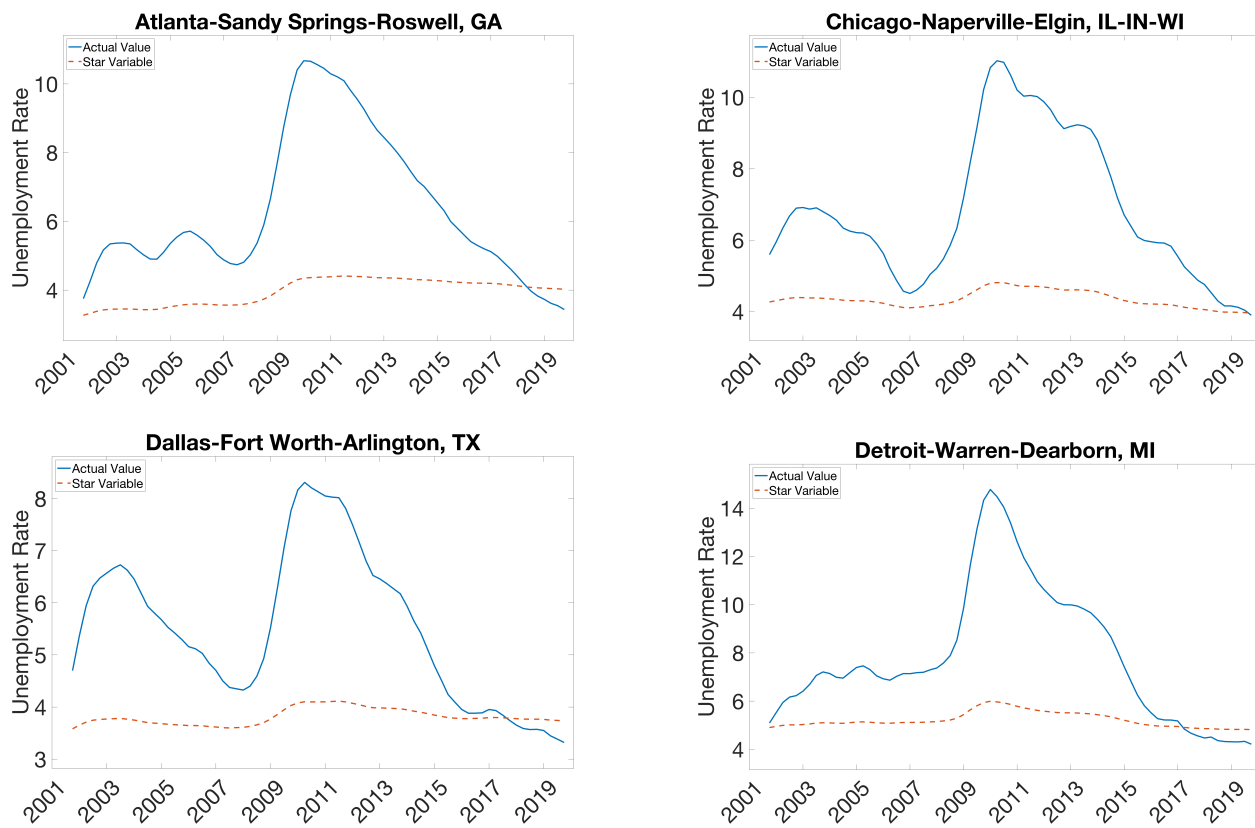 Atlanta-Sandy Springs-Roswell, GA
Actual Value
Star Variable
Unemployment Rate
10
8
6
4
2001 2003 2005 2007 2009 2011 2013 2015 2017 2019
Chicago-Naperville-Elgin, IL-IN-WI
Actual Value
Star Variable
Unemployment Rate
10
8
6
4
2001 2003 2005 2007 2009 2011 2013 2015 2017 2019
Dallas-Fort Worth-Arlington, TX
Actual Value
Star Variable
Unemployment Rate
8
7
6
5
4
3
2001 2003 2005 2007 2009 2011 2013 2015 2017 2019
Detroit-Warren-Dearborn, MI
Actual Value
Star Variable
Unemployment Rate
14
12
10
8
6
4
2001 2003 2005 2007 2009 2011 2013 2015 2017 2019